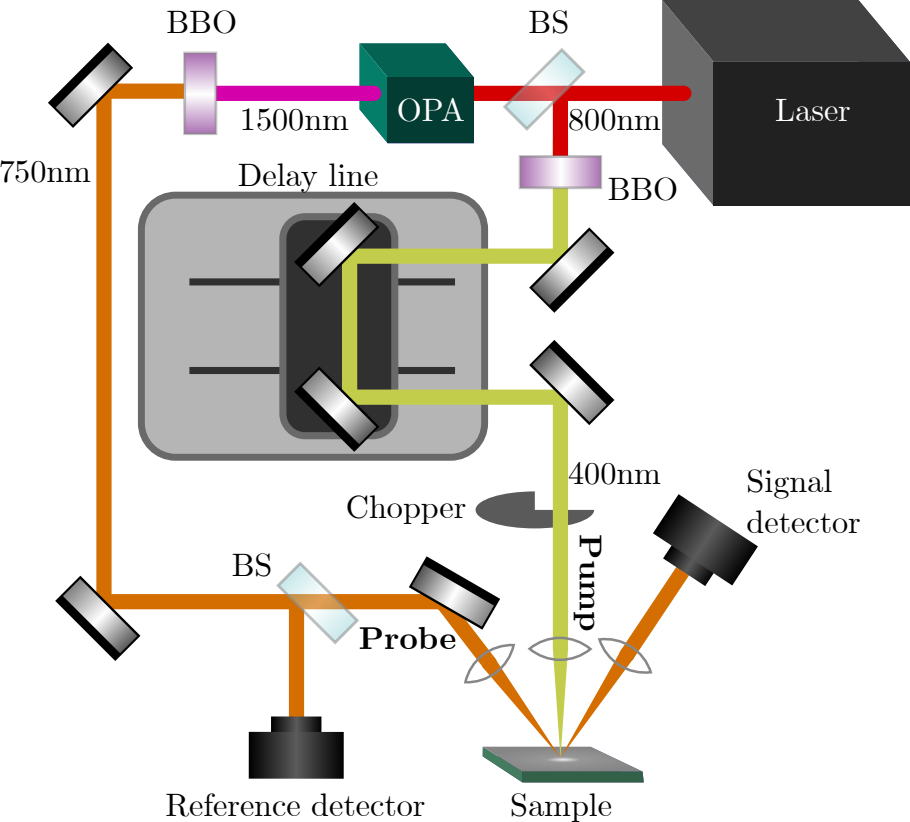 BBO
BS
OPA
Laser
1500nm
800nm
750nm
Delay line
BBO
400nm
Signal
detector
Chopper
Pump
BS
Probe
Reference detector
Sample